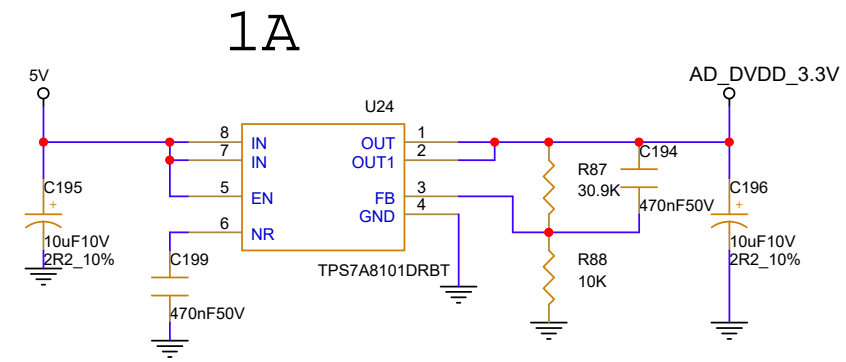 1A
5V
AD_DVDD_3.3V
U24
8 IN OUT 1
7 IN OUT1 2
5 EN FB 3
GND 4
6 NR
TPS7A8101DRBT
C195
+
10uF10V
2R2_10%
C199
470nF50V
R87
30.9K
C194
470nF50V
R88
10K
C196
+
10uF10V
2R2_10%